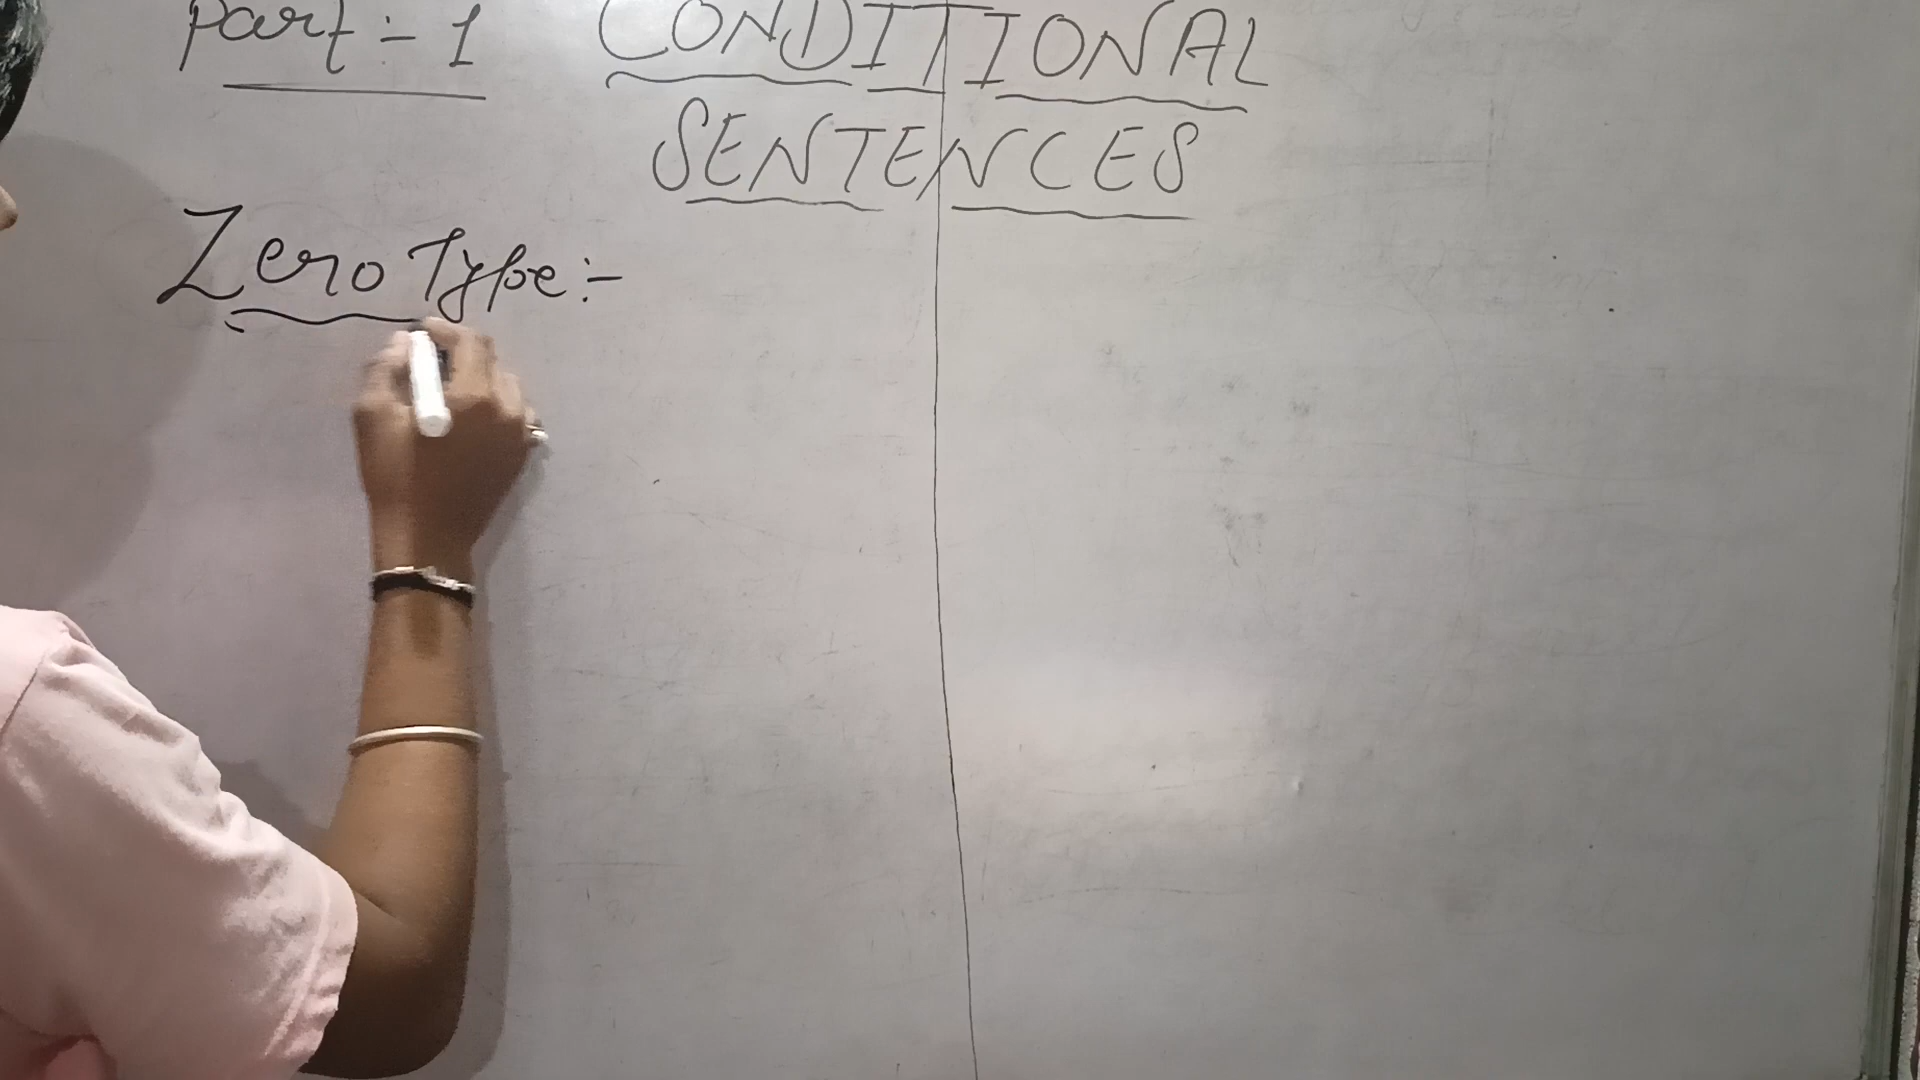 Part:- 1 CONDITIONAL
SENTENCES
Zero Type:-